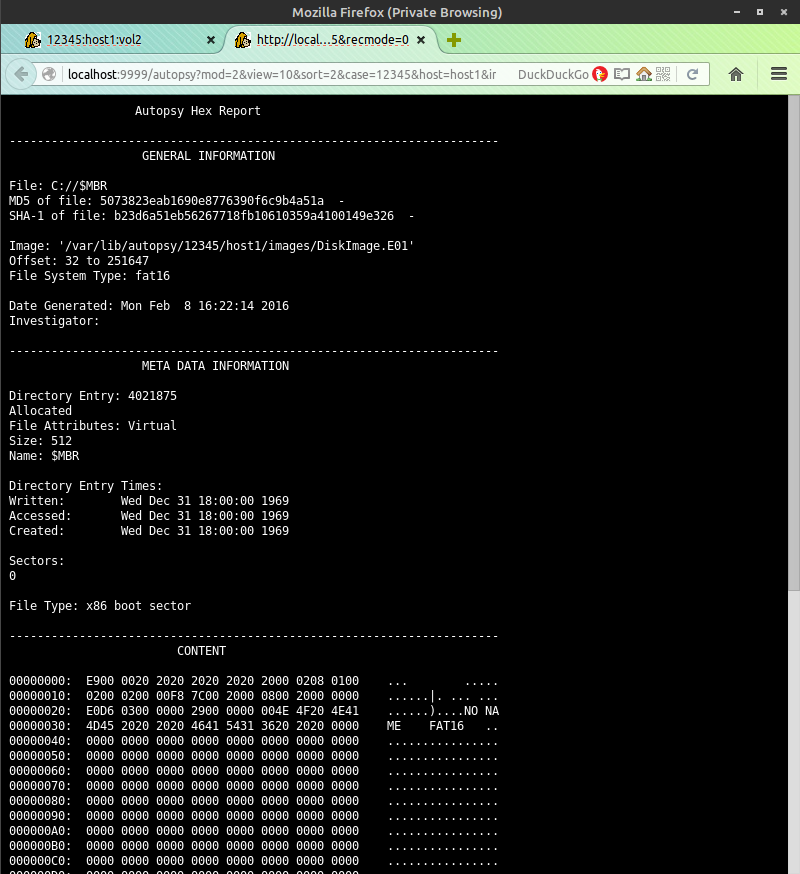 Mozilla Firefox (Private Browsing)
12345:host1:vol2
http://local...5&recmode=0
localhost:9999/autopsy?mod=2&view=10&sort=2&case=12345&host=host1&ir
DuckDuckGo
Autopsy Hex Report
----------------------------------------------------------------------
GENERAL INFORMATION
File: C://$MBR
MD5 of file: 5073823eab1690e8776390f6c9b4a51a  -
SHA-1 of file: b23d6a51eb56267718fb10610359a4100149e326  -
Image: '/var/lib/autopsy/12345/host1/images/DiskImage.E01'
Offset: 32 to 251647
File System Type: fat16
Date Generated: Mon Feb  8 16:22:14 2016
Investigator:
----------------------------------------------------------------------
META DATA INFORMATION
Directory Entry: 4021875
Allocated
File Attributes: Virtual
Size: 512
Name: $MBR
Directory Entry Times:
Written:        Wed Dec 31 18:00:00 1969
Accessed:       Wed Dec 31 18:00:00 1969
Created:        Wed Dec 31 18:00:00 1969
Sectors:
0
File Type: x86 boot sector
----------------------------------------------------------------------
CONTENT
00000000:  E900 0020 2020 2020 2020 2000 0208 0100    ...        .....
00000010:  0200 0200 00F8 7C00 2000 0800 2000 0000    ......|. ... ...
00000020:  E0D6 0300 0000 2900 0000 004E 4F20 4E41    ......)....NO NA
00000030:  4D45 2020 2020 4641 5431 3620 2020 0000    ME    FAT16   ..
00000040:  0000 0000 0000 0000 0000 0000 0000 0000    ................
00000050:  0000 0000 0000 0000 0000 0000 0000 0000    ................
00000060:  0000 0000 0000 0000 0000 0000 0000 0000    ................
00000070:  0000 0000 0000 0000 0000 0000 0000 0000    ................
00000080:  0000 0000 0000 0000 0000 0000 0000 0000    ................
00000090:  0000 0000 0000 0000 0000 0000 0000 0000    ................
000000A0:  0000 0000 0000 0000 0000 0000 0000 0000    ................
000000B0:  0000 0000 0000 0000 0000 0000 0000 0000    ................
000000C0:  0000 0000 0000 0000 0000 0000 0000 0000    ................